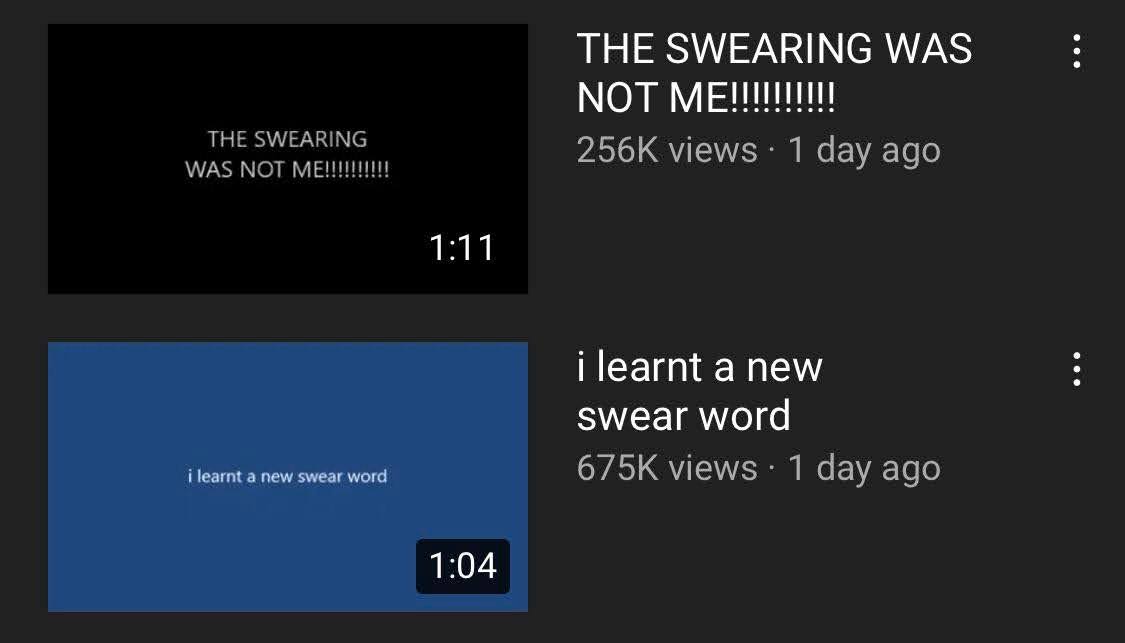 THE SWEARING
WAS NOT ME!!!!!!!!!!
1:11
THE SWEARING WAS
NOT ME!!!!!!!!!!
256K views · 1 day ago
i learnt a new swear word
1:04
i learnt a new
swear word
675K views · 1 day ago